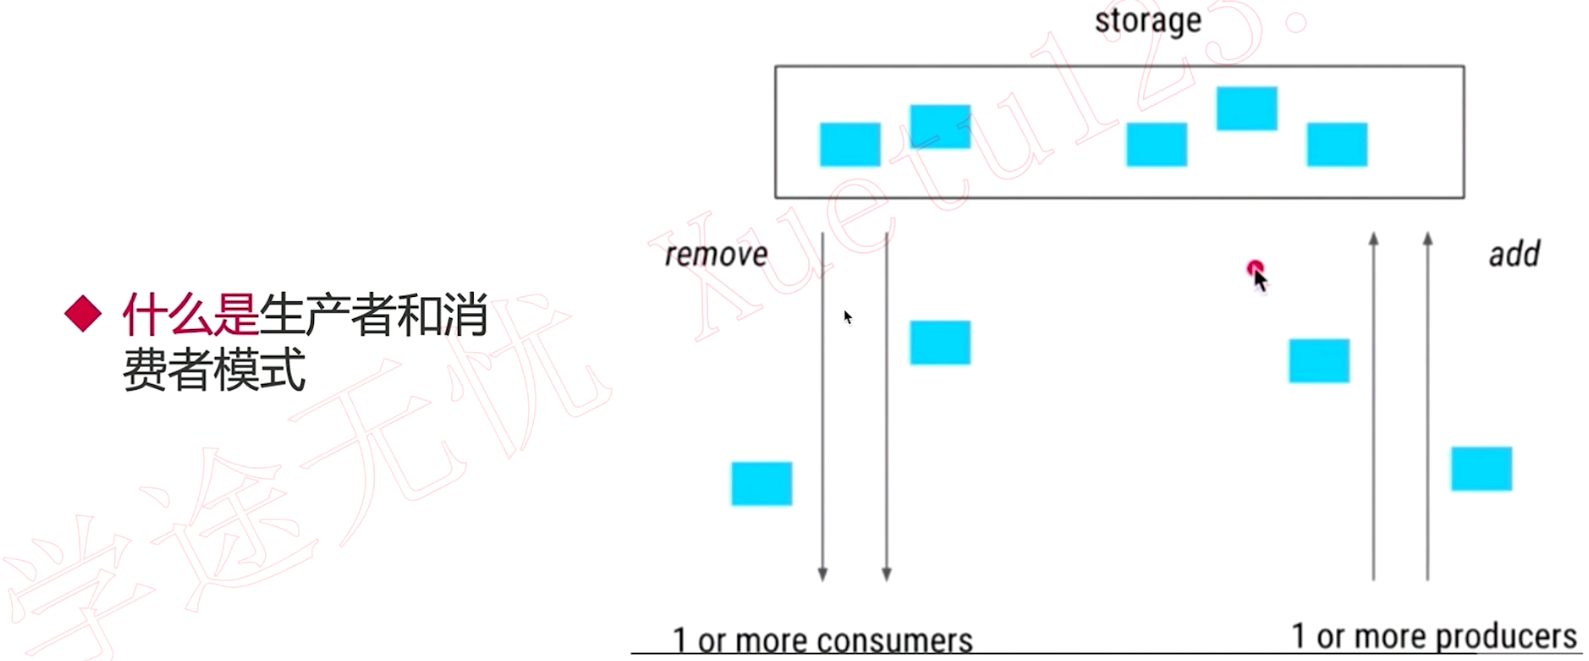 storage
remove
add
什么是生产者和消
费者模式
1 or more consumers
1 or more producers
学途无忧 Xuetu123.